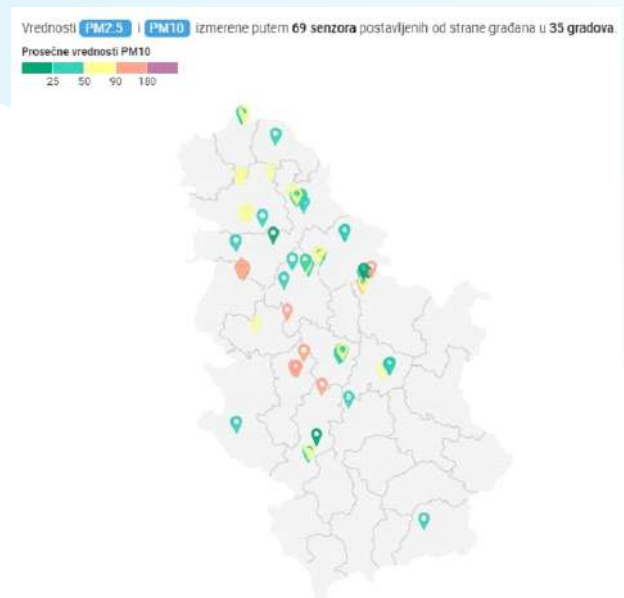 Vrednosti PM2.5 i PM10 izmerene putem 69 senzora postavljenih od strane građana u 35 gradova.
Prosečne vrednosti PM10
25 50 90 180